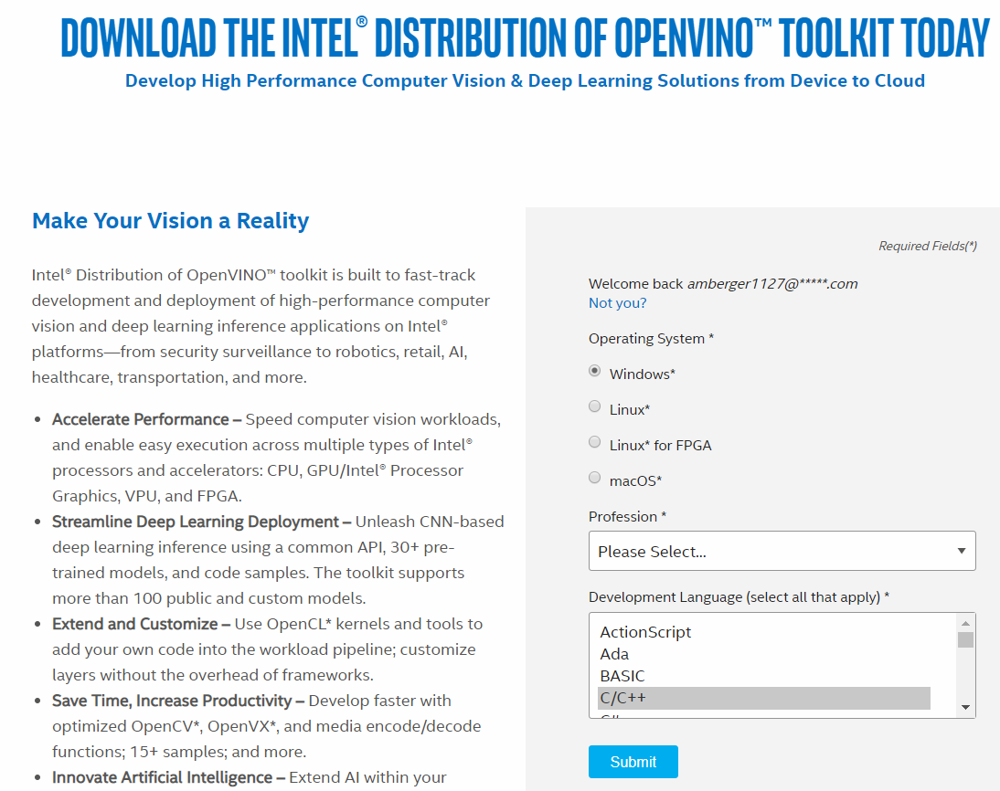 DOWNLOAD THE INTEL® DISTRIBUTION OF OPENVINO™ TOOLKIT TODAY
Develop High Performance Computer Vision & Deep Learning Solutions from Device to Cloud
Make Your Vision a Reality
Intel® Distribution of OpenVINO™ toolkit is built to fast-track
development and deployment of high-performance computer
vision and deep learning inference applications on Intel®
platforms—from security surveillance to robotics, retail, AI,
healthcare, transportation, and more.
• Accelerate Performance – Speed computer vision workloads,
and enable easy execution across multiple types of Intel®
processors and accelerators: CPU, GPU/Intel® Processor
Graphics, VPU, and FPGA.
• Streamline Deep Learning Deployment – Unleash CNN-based
deep learning inference using a common API, 30+ pre-
trained models, and code samples. The toolkit supports
more than 100 public and custom models.
• Extend and Customize – Use OpenCL* kernels and tools to
add your own code into the workload pipeline; customize
layers without the overhead of frameworks.
• Save Time, Increase Productivity – Develop faster with
optimized OpenCV*, OpenVX*, and media encode/decode
functions; 15+ samples; and more.
• Innovate Artificial Intelligence – Extend AI within your
Required Fields(*)
Welcome back amberger1127@*****.com
Not you?
Operating System *
Windows*
Linux*
Linux* for FPGA
macOS*
Profession *
Please Select...
Development Language (select all that apply) *
ActionScript
Ada
BASIC
C/C++
Submit